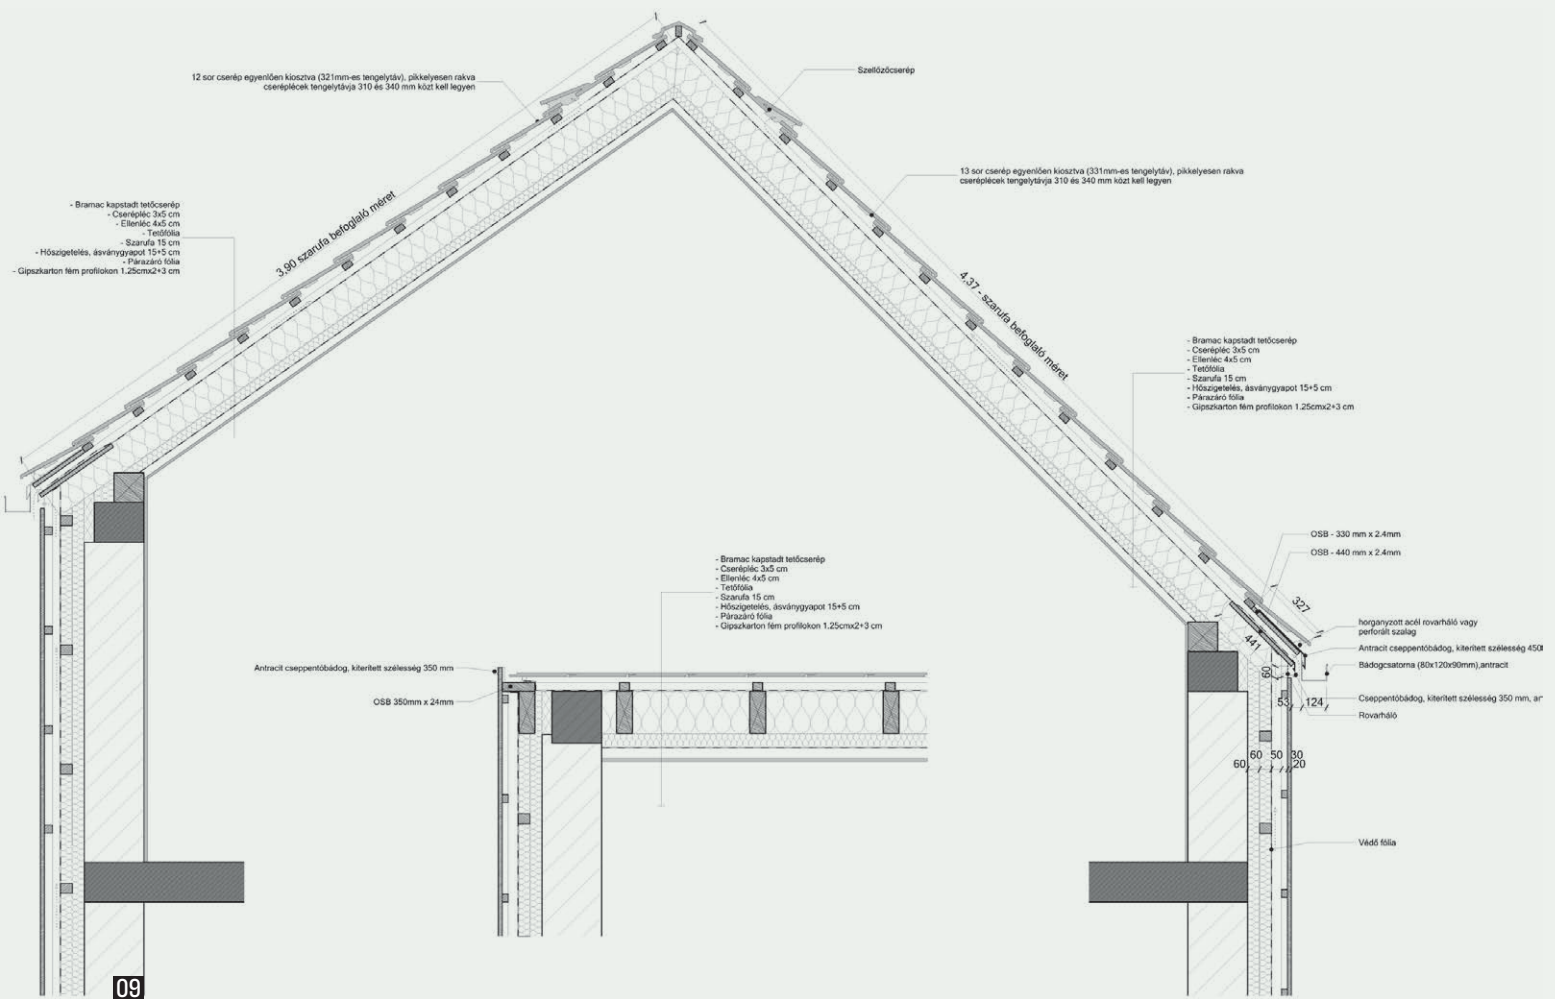 12 sor cserép egyenlően kiosztva (321mm-es tengelytáv), pikkelyesen rakva
cseréplécek tengelytávja 310 és 340 mm közt kell legyen
Szellőzőcserép
13 sor cserép egyenlően kiosztva (331mm-es tengelytáv), pikkelyesen rakva
cseréplécek tengelytávja 310 és 340 mm közt kell legyen
- Bramac kapstadt tetőcserép
- Cserépléc 3x5 cm
- Ellenléc 4x5 cm
- Tetőfólia
- Szarufa 15 cm
- Hőszigetelés, ásványgyapot 15+5 cm
- Párazáró fólia
- Gipszkarton fém profilokon 1.25cmx2+3 cm
3,90 szarufa befoglaló méret
4,37 - szarufa befoglaló méret
- Bramac kapstadt tetőcserép
- Cserépléc 3x5 cm
- Ellenléc 4x5 cm
- Tetőfólia
- Szarufa 15 cm
- Hőszigetelés, ásványgyapot 15+5 cm
- Párazáró fólia
- Gipszkarton fém profilokon 1.25cmx2+3 cm
- Bramac kapstadt tetőcserép
- Cserépléc 3x5 cm
- Ellenléc 4x5 cm
- Tetőfólia
- Szarufa 15 cm
- Hőszigetelés, ásványgyapot 15+5 cm
- Párazáró fólia
- Gipszkarton fém profilokon 1.25cmx2+3 cm
Antracit cseppentőbádog, kiterített szélesség 350 mm
OSB 350mm x 24mm
OSB - 330 mm x 2.4mm
OSB - 440 mm x 2.4mm
327
horganyzott acél rovarháló vagy
perforált szalag
441
Antracit cseppentőbádog, kiterített szélesség 450
Bádogcsatorna (80x120x90mm),antracit
60
Cseppentőbádog, kiterített szélesség 350 mm, an
53 124
Rovarháló
60 50 30
60 20
Védő fólia
09